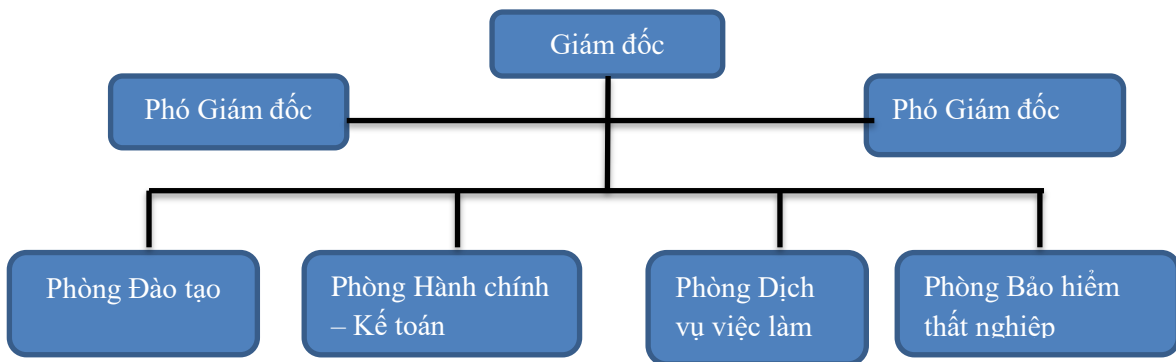 Giám đốc
Phó Giám đốc
Phó Giám đốc
Phòng Đào tạo
Phòng Hành chính
– Kế toán
Phòng Dịch
vụ việc làm
Phòng Bảo hiểm
thất nghiệp